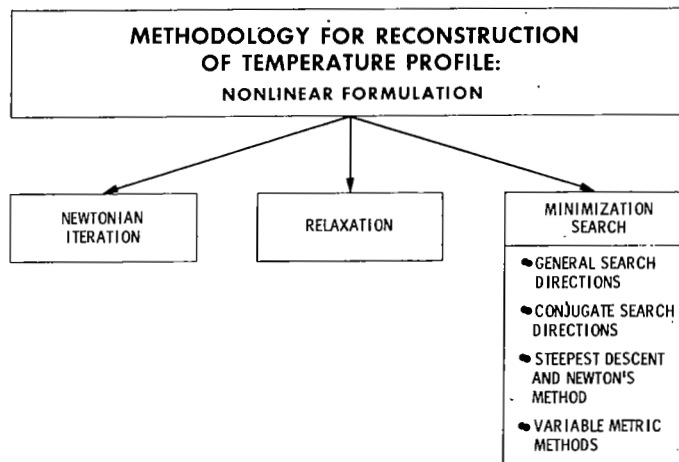 METHODOLOGY FOR RECONSTRUCTION
OF TEMPERATURE PROFILE:
NONLINEAR FORMULATION
NEWTONIAN
ITERATION
RELAXATION
MINIMIZATION
SEARCH
• GENERAL SEARCH
DIRECTIONS
• CONJUGATE SEARCH
DIRECTIONS
• STEEPEST DESCENT
AND NEWTON'S
METHOD
• VARIABLE METRIC
METHODS